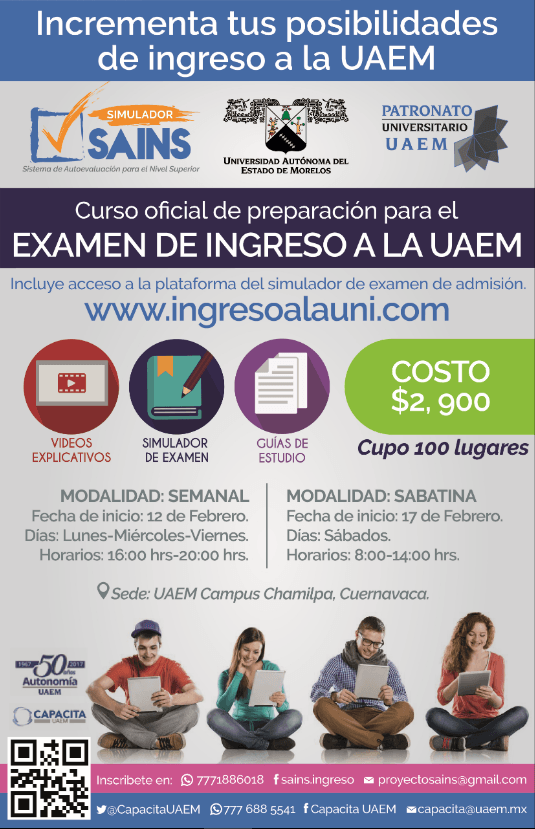 Incrementa tus posibilidades
de ingreso a la UAEM
SIMULADOR
SAINS
Sistema de Autoevaluación para el Nivel Superior
UNIVERSIDAD AUTÓNOMA DEL
ESTADO DE MORELOS
PATRONATO
UNIVERSITARIO
UAEM
Curso oficial de preparación para el
EXAMEN DE INGRESO A LA UAEM
Incluye acceso a la plataforma del simulador de examen de admisión.
www.ingresoalauni.com
VIDEOS
EXPLICATIVOS
SIMULADOR
DE EXAMEN
GUÍAS DE
ESTUDIO
COSTO
$2, 900
Cupo 100 lugares
MODALIDAD: SEMANAL
Fecha de inicio: 12 de Febrero.
Días: Lunes-Miércoles-Viernes.
Horarios: 16:00 hrs-20:00 hrs.
MODALIDAD: SABATINA
Fecha de inicio: 17 de Febrero.
Días: Sábados.
Horarios: 8:00-14:00 hrs.
Sede: UAEM Campus Chamilpa, Cuernavaca.
1967 50 años 2017
Autonomía
UAEM
CAPACITA
UAEM
Inscribete en: 7771886018 sains.ingreso proyectosains@gmail.com
@CapacitaUAEM 777 688 5541 Capacita UAEM capacita@uaem.mx